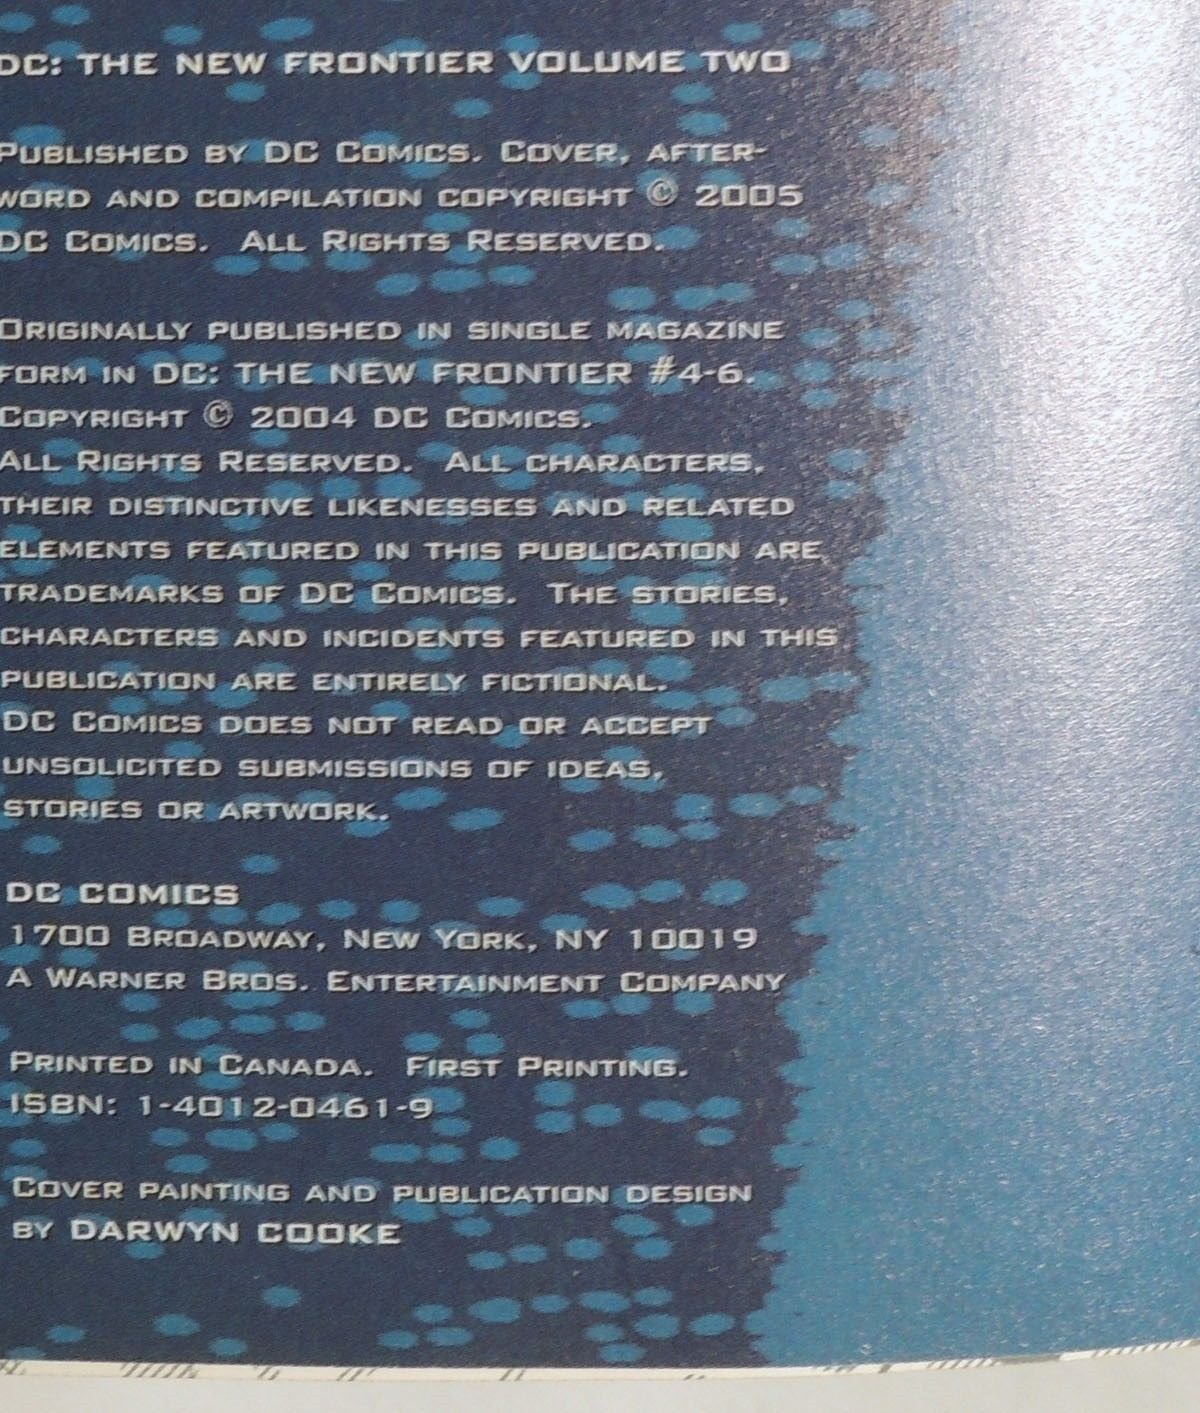 DC: THE NEW FRONTIER VOLUME TWO
PUBLISHED BY DC COMICS. COVER, AFTER-
WORD AND COMPILATION COPYRIGHT © 2005
DC COMICS. ALL RIGHTS RESERVED.
ORIGINALLY PUBLISHED IN SINGLE MAGAZINE
FORM IN DC: THE NEW FRONTIER #4-6.
COPYRIGHT © 2004 DC COMICS.
ALL RIGHTS RESERVED. ALL CHARACTERS,
THEIR DISTINCTIVE LIKENESSES AND RELATED
ELEMENTS FEATURED IN THIS PUBLICATION ARE
TRADEMARKS OF DC COMICS. THE STORIES,
CHARACTERS AND INCIDENTS FEATURED IN THIS
PUBLICATION ARE ENTIRELY FICTIONAL.
DC COMICS DOES NOT READ OR ACCEPT
UNSOLICITED SUBMISSIONS OF IDEAS,
STORIES OR ARTWORK.
DC COMICS
1700 BROADWAY, NEW YORK, NY 10019
A WARNER BROS. ENTERTAINMENT COMPANY
PRINTED IN CANADA. FIRST PRINTING.
ISBN: 1-4012-0461-9
COVER PAINTING AND PUBLICATION DESIGN
BY DARWYN COOKE